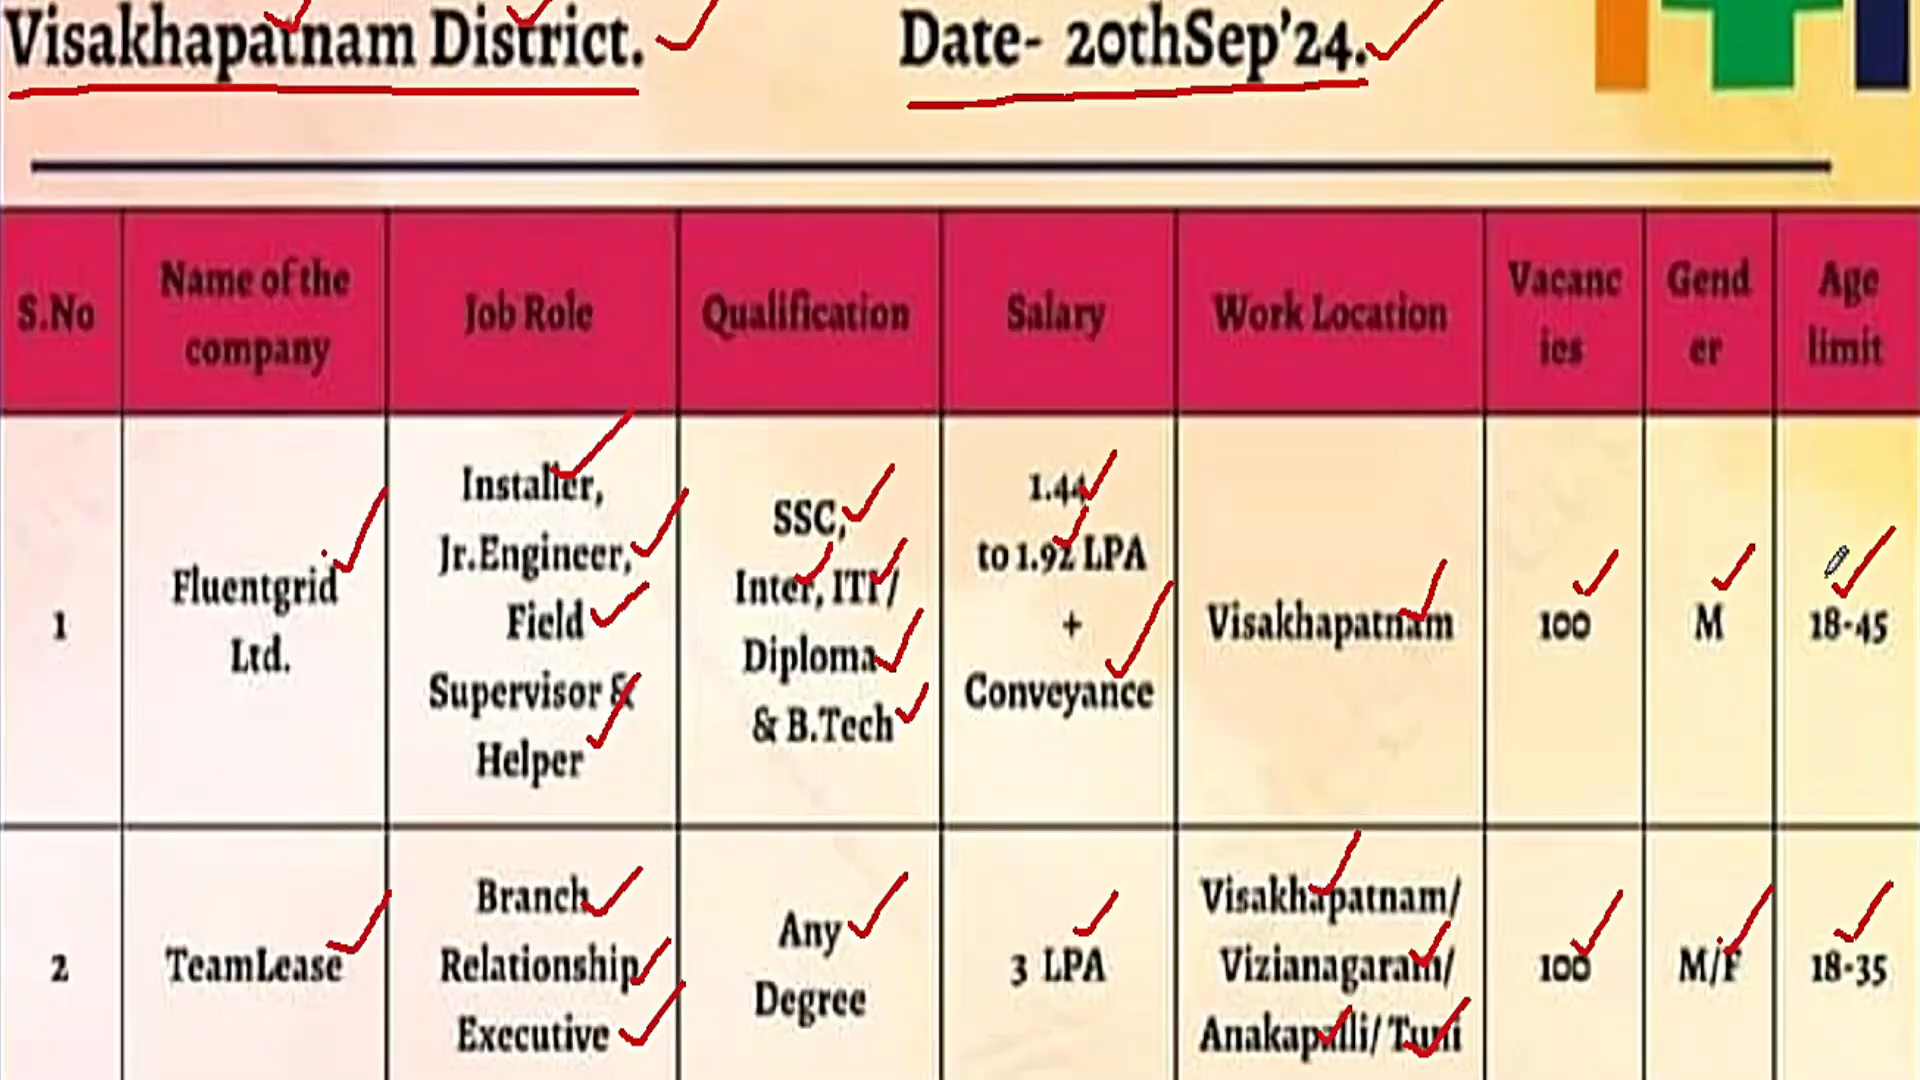 Visakhapatnam District.
Date- 20thSep'24.
S.No
Name of the
company
Job Role
Qualification
Salary
Work Location
Vacanc
ies
Gend
er
Age
limit
1
Fluentgrid
Ltd.
Installer,
Jr.Engineer,
Field
Supervisor &
Helper
SSC,
Inter, ITI/
Diploma
& B.Tech
1.44
to 1.92 LPA
+
Conveyance
Visakhapatnam
100
M
18-45
2
TeamLease
Branch
Relationship
Executive
Any
Degree
3 LPA
Visakhapatnam/
Vizianagaram/
Anakapalli/ Tuni
100
M/F
18-35